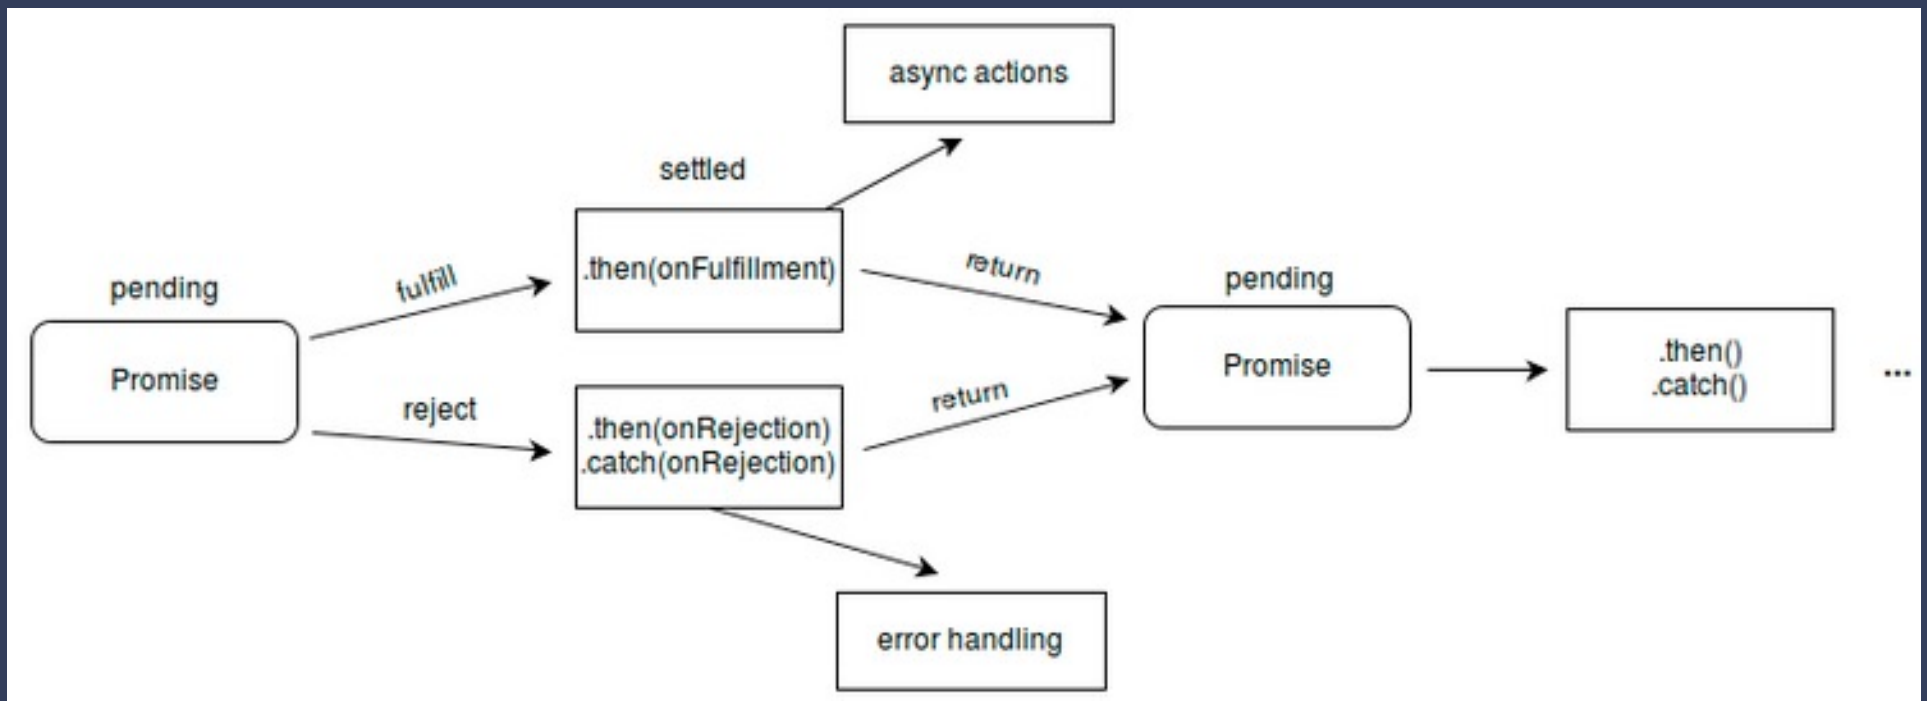 async actions
settled
.then(onFulfillment)
pending
fulfill
Promise
reject
.then(onRejection)
.catch(onRejection)
return
return
pending
Promise
.then()
.catch()
...
error handling